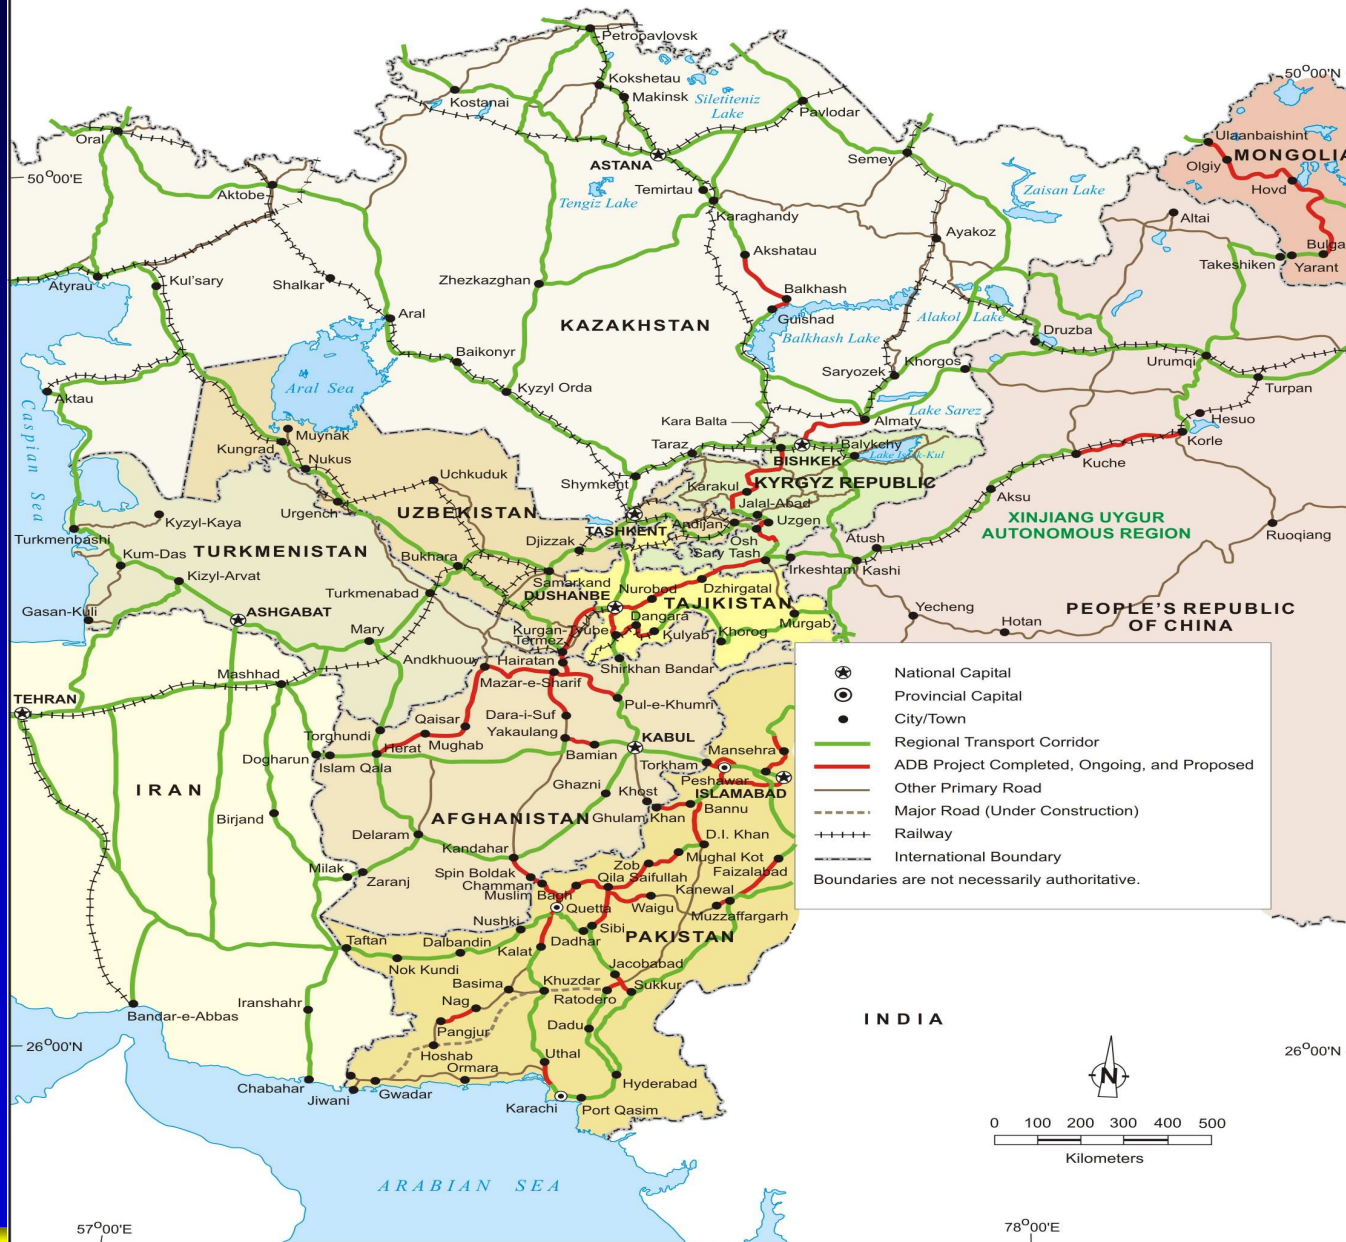 Petropavlovsk
Kokshetau
Makinsk
Kostanai
Siletiteniz
Lake
Pavlodar
50°00'N
Oral
Ulaanbaishint
ASTANA
Semey
MONGOLIA
Olgiy
50°00'E
Temirtau
Hovd
Aktobe
Tengiz Lake
Zaisan Lake
Karaghandy
Altai
Ayakoz
Akshatau
Bulga
Takeshiken
Yarant
Atyrau
Kul'sary
Shalkar
Zhezkazghan
Balkhash
Aral
Guishad
Alakol Lake
KAZAKHSTAN
Balkhash Lake
Druzba
Baikonyr
Khorgos
Urumqi
Saryozek
Aral Sea
Kyzyl Orda
Turpan
Aktau
Lake Sarez
Caspian Sea
Kara Balta
Almaty
Hesuo
Muynak
Kungrad
Taraz
Balykchy
Korle
Nukus
BISHKEK
Lake Issyk-Kul
Kuche
Uchkuduk
Shymkent
KYRGYZ REPUBLIC
Karakul
Aksu
Jalal-Abad
Urgench
UZBEKISTAN
Kyzyl-Kaya
Andijan
Uzgen
XINJIANG UYGUR
AUTONOMOUS REGION
TASHKENT
Turkmenbashi
Osh
Ruoqiang
Djizzak
Atush
TURKMENISTAN
Kum-Das
Bukhara
Sary Tash
Irkeshtam
Kashi
Kizyl-Arvat
Samarkand
Nurobod
Dzhirgatal
Turkmenabad
DUSHANBE
TAJIKISTAN
Yecheng
PEOPLE'S REPUBLIC
OF CHINA
Gasan-Kuli
ASHGABAT
Dangara
Murgab
Hotan
Mary
Kurgan-Tyube
Kulyab
Khorog
Termez
Andkhuouy
Hairatan
Shirkhan Bandar
Mashhad
Mazar-e-Sharif
National Capital
TEHRAN
Pul-e-Khumri
Provincial Capital
Qaisar
Dara-i-Suf
City/Town
Torghundi
Mughab
Yakaulang
KABUL
Regional Transport Corridor
Herat
Mansehra
Dogharun
Islam Qala
Bamian
Torkham
ADB Project Completed, Ongoing, and Proposed
Peshawar
IRAN
Ghazni
ISLAMABAD
Other Primary Road
Khost
Bannu
Birjand
AFGHANISTAN
Ghulam Khan
Major Road (Under Construction)
Delaram
D.I. Khan
Railway
Kandahar
Mughal Kot
International Boundary
Milak
Zob
Faizalabad
Zaranj
Spin Boldak
Qila Saifullah
Boundaries are not necessarily authoritative.
Chamman
Kanewal
Muslim Bagh
Quetta
Waigu
Muzzaffargarh
Nushki
Sibi
Taftan
Dalbandin
Kalat
Dadhar
PAKISTAN
Nok Kundi
Jacobabad
Basima
Khuzdar
Sukkur
Iranshahr
Nag
Ratodero
Bandar-e-Abbas
INDIA
Pangjur
Dadu
26°00'N
Hoshab
Uthal
26°00'N
Ormara
N
Chabahar
Jiwani
Gwadar
Hyderabad
Karachi
Port Qasim
0 100 200 300 400 500
Kilometers
ARABIAN SEA
57°00'E
78°00'E